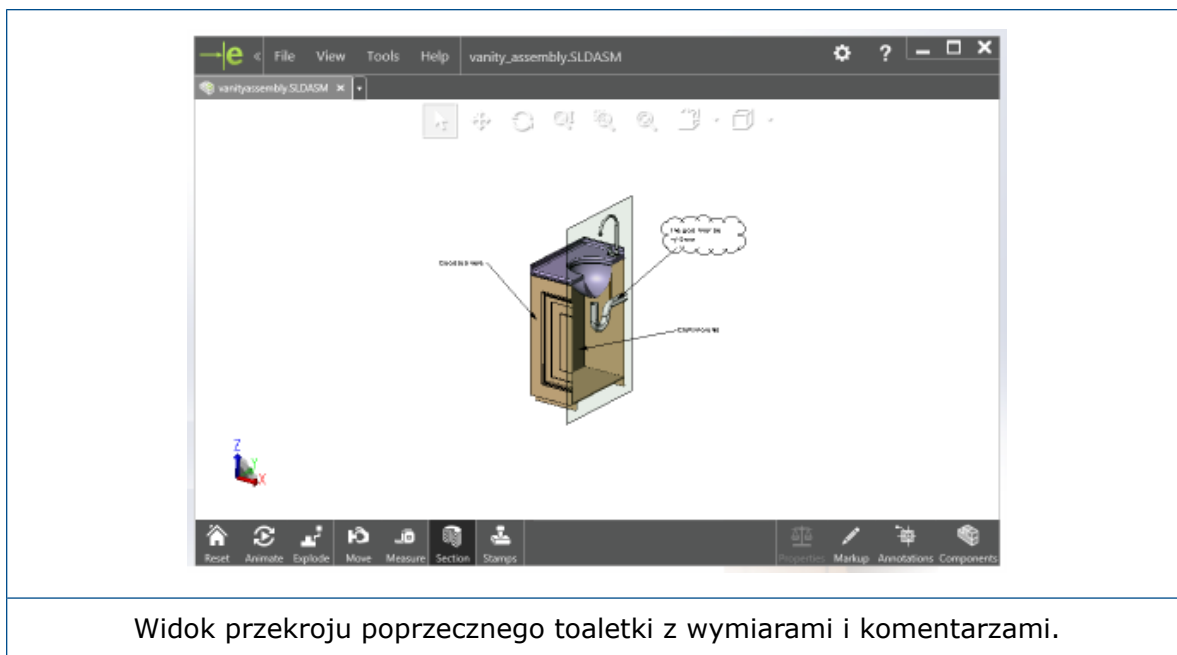 e « File View Tools Help vanity_assembly.SLDASM ?
vanityassembly.SLDASM
Z
Y
X
Reset Animate Explode Move Measure Section Stamps Properties Markup Annotations Components
Widok przekroju poprzecznego toaletki z wymiarami i komentarzami.